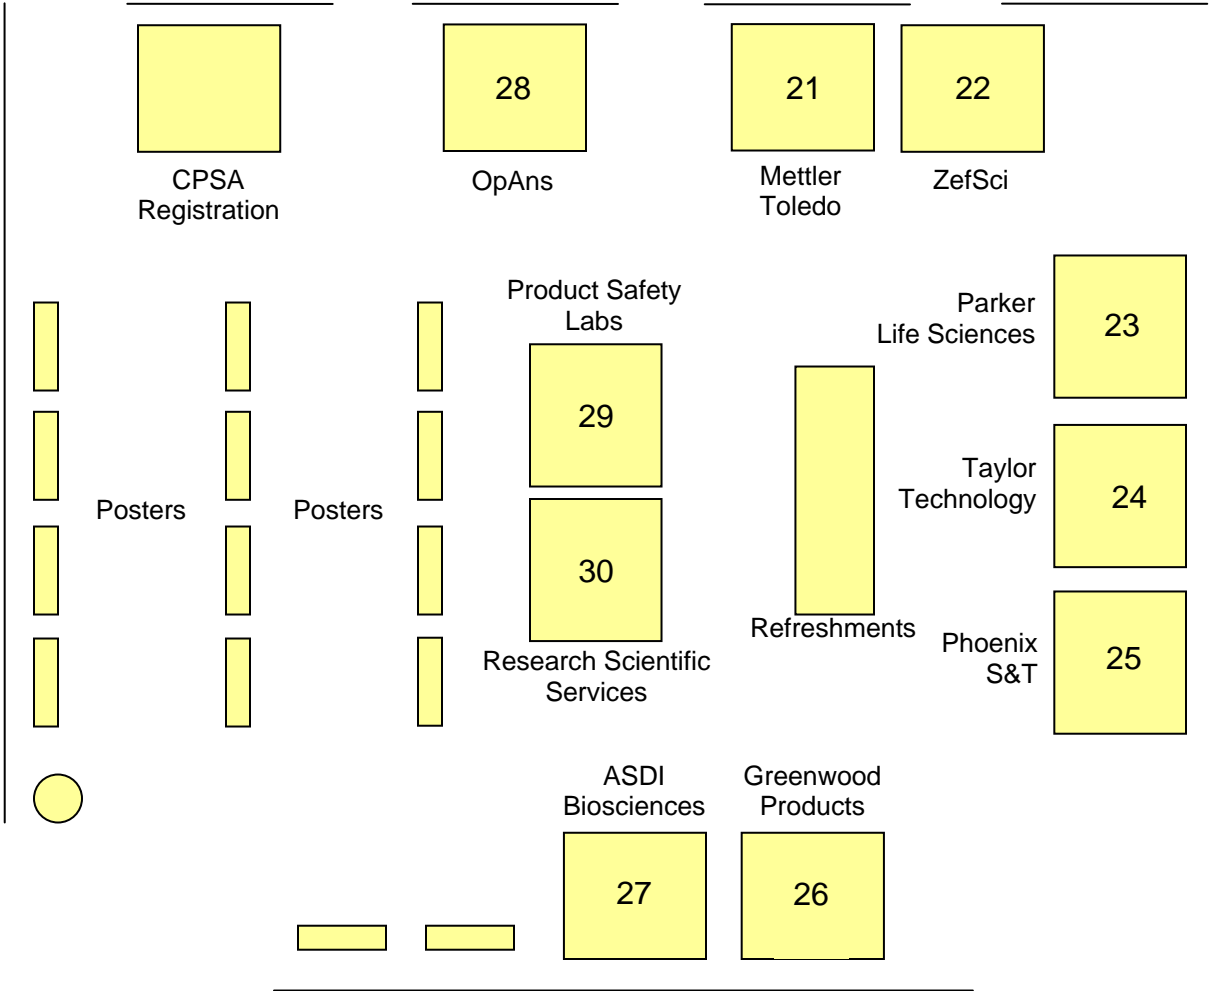 28
21
22
CPSA
Registration
OpAns
Mettler
Toledo
ZefSci
Product Safety
Labs
Parker
Life Sciences
23
29
Taylor
Technology
24
Posters
Posters
30
Refreshments
Research Scientific
Services
Phoenix
S&T
25
ASDI
Biosciences
Greenwood
Products
27
26